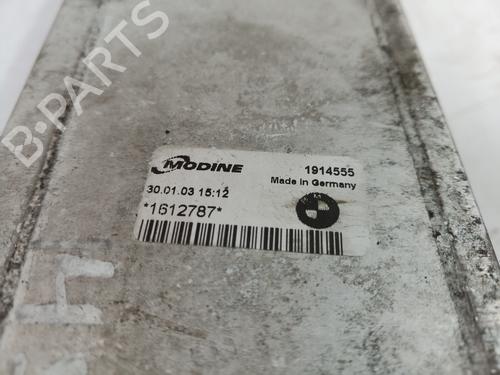 B-PARTS
MODINE
1914555
Made in Germany
30.01.03 15:12
*1612787*